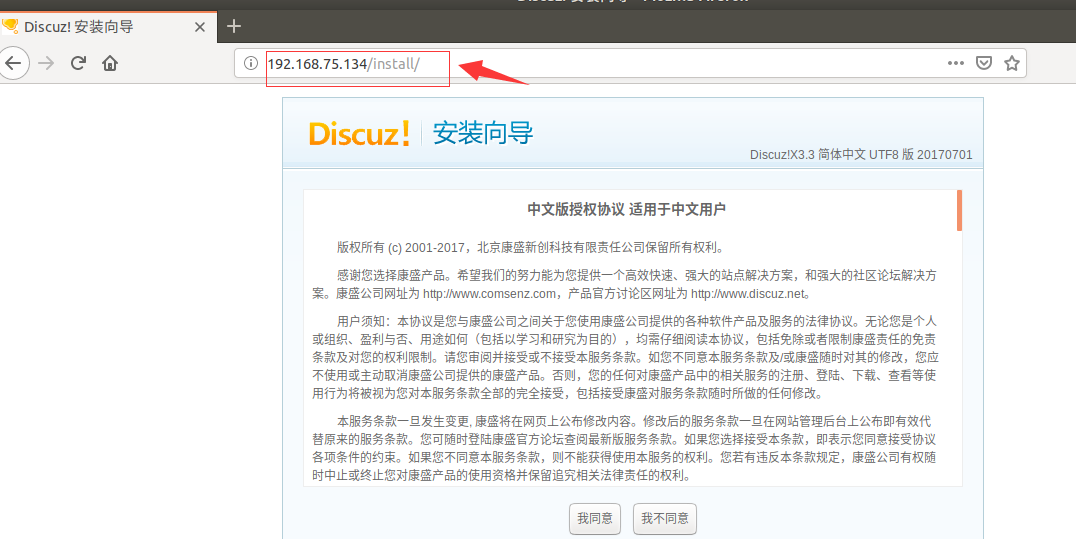 Discuz! 安装向导
192.168.75.134/install/
Discuz! 安装向导
Discuz!X3.3 简体中文 UTF8 版 20170701
中文版授权协议 适用于中文用户
版权所有 (c) 2001-2017，北京康盛新创科技有限责任公司保留所有权利。
感谢您选择康盛产品。希望我们的努力能为您提供一个高效快速、强大的站点解决方案，和强大的社区论坛解决方
案。康盛公司网址为 http://www.comsenz.com，产品官方讨论区网址为 http://www.discuz.net。
用户须知：本协议是您与康盛公司之间关于您使用康盛公司提供的各种软件产品及服务的法律协议。无论您是个人
或组织、盈利与否、用途如何（包括以学习和研究为目的），均需仔细阅读本协议，包括免除或者限制康盛责任的免责
条款及对您的权利限制。请您审阅并接受或不接受本服务条款。如您不同意本服务条款及/或康盛随时对其的修改，您应
不使用或主动取消康盛公司提供的康盛产品。否则，您的任何对康盛产品中的相关服务的注册、登陆、下载、查看等使
用行为将被视为您对本服务条款全部的完全接受，包括接受康盛对服务条款随时所做的任何修改。
本服务条款一旦发生变更, 康盛将在网页上公布修改内容。修改后的服务条款一旦在网站管理后台上公布即有效代
替原来的服务条款。您可随时登陆康盛官方论坛查阅最新版服务条款。如果您选择接受本条款，即表示您同意接受协议
各项条件的约束。如果您不同意本服务条款，则不能获得使用本服务的权利。您若有违反本条款规定，康盛公司有权随
时中止或终止您对康盛产品的使用资格并保留追究相关法律责任的权利。
我同意 我不同意